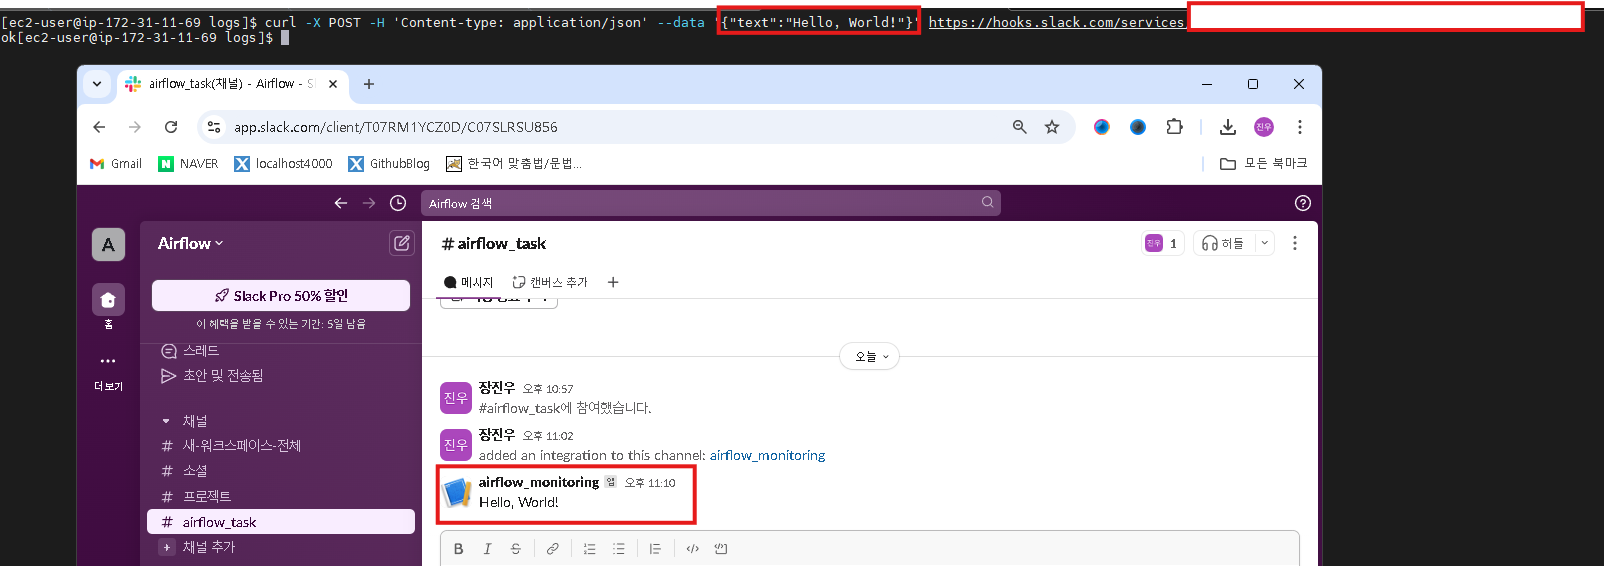 [ec2-user@ip-172-31-11-69 logs]$ curl -X POST -H 'Content-type: application/json' --data '{"text":"Hello, World!"}' https://hooks.slack.com/services/
ok[ec2-user@ip-172-31-11-69 logs]$
airflow_task(채널) - Airflow - Sl
app.slack.com/client/T07RM1YCZ0D/C07SLRSU856
진우
Gmail NAVER localhost4000 GithubBlog 한국어 맞춤법/문법... 모든 북마크
Airflow 검색
A
Airflow
# airflow_task
진우 1 허들
메시지 캔버스 추가
Slack Pro 50% 할인
이 혜택을 받을 수 있는 기간: 5일 남음
홈
스레드
초안 및 전송됨
더 보기
채널
# 새-워크스페이스-전체
# 소셜
# 프로젝트
# airflow_task
+ 채널 추가
오늘
진우 장진우 오후 10:57
#airflow_task에 참여했습니다.
진우 장진우 오후 11:02
added an integration to this channel: airflow_monitoring
airflow_monitoring 앱 오후 11:10
Hello, World!
B I S